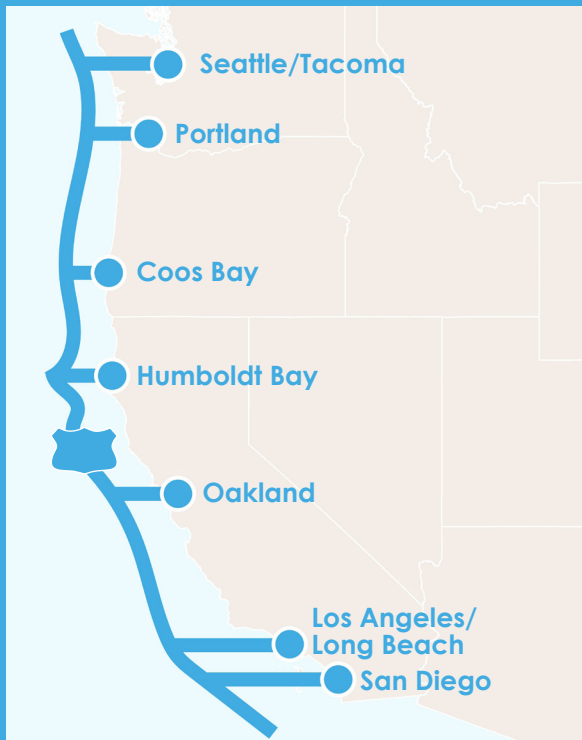 Seattle/Tacoma
Portland
Coos Bay
Humboldt Bay
Oakland
Los Angeles/
Long Beach
San Diego